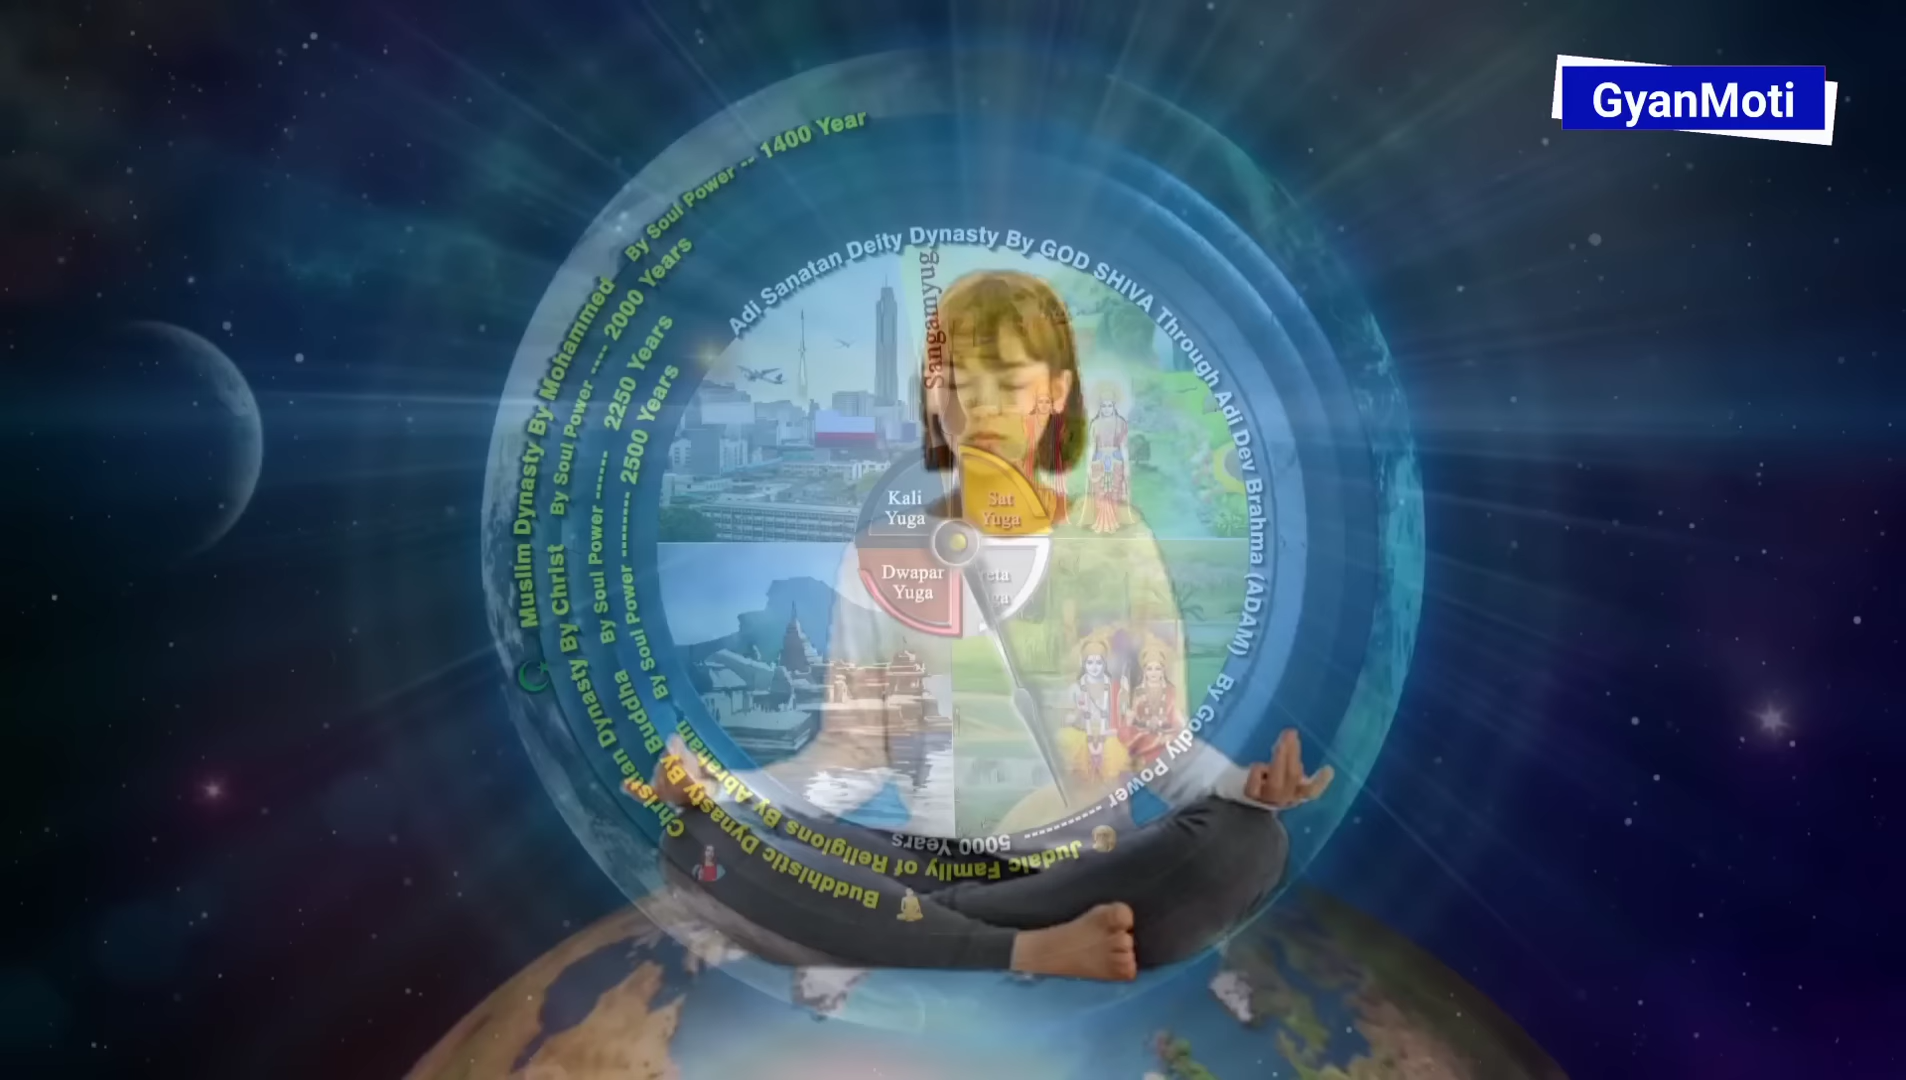 GyanMoti
Muslim Dynasty By Mohammed By Soul Power -- 1400 Year
Christian Dynasty By Christ By Soul Power ---- 2000 Years
Buddhistic Dynasty By Buddha By Soul Power ------ 2250 Years
Judaic Family of Religions By Abraham By Soul Power -------- 2500 Years
Adi Sanatan Deity Dynasty By GOD SHIVA Through Adi Dev Brahma (ADAM) By Godly Power ---------- 5000 Years
Sangamyug
Kali
Yuga
Sat
Yuga
Dwapar
Yuga